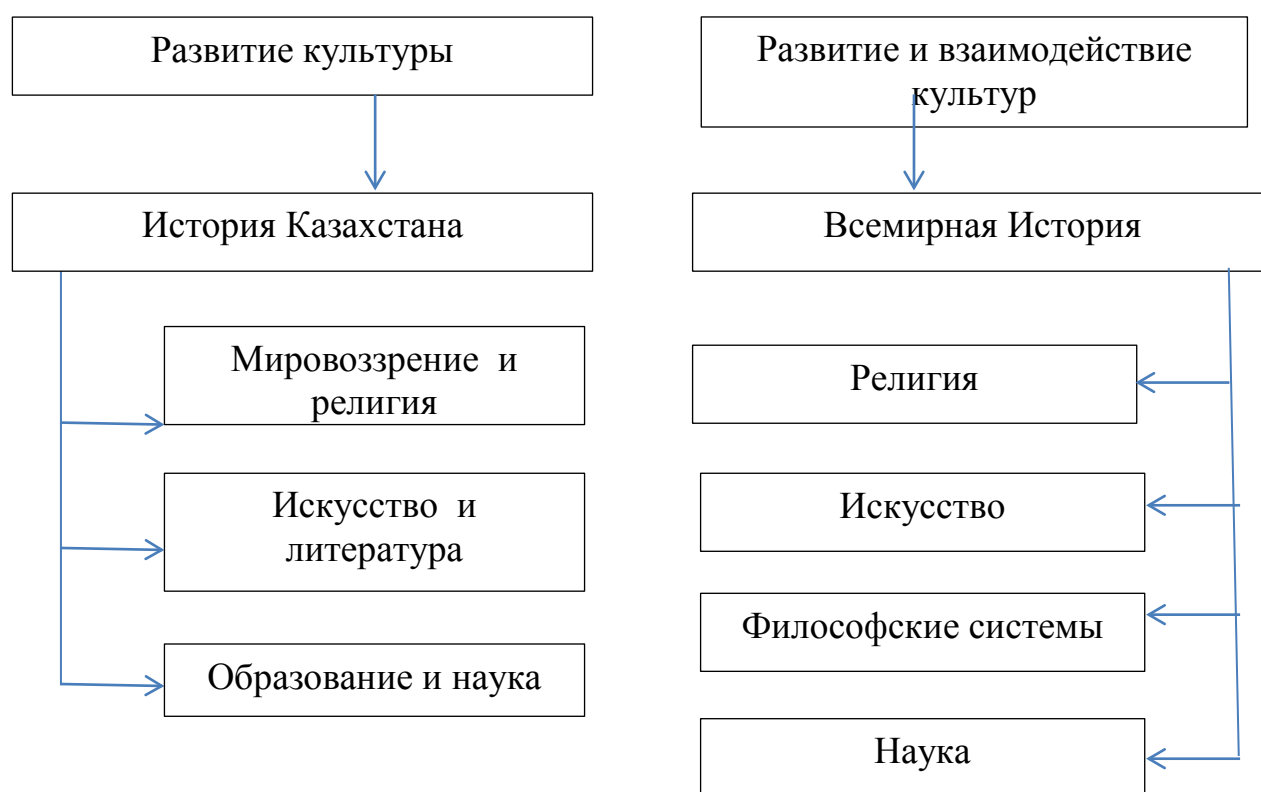 Развитие культуры
Развитие и взаимодействие
культур
История Казахстана
Всемирная История
Мировоззрение и
религия
Искусство и
литература
Образование и наука
Религия
Искусство
Философские системы
Наука